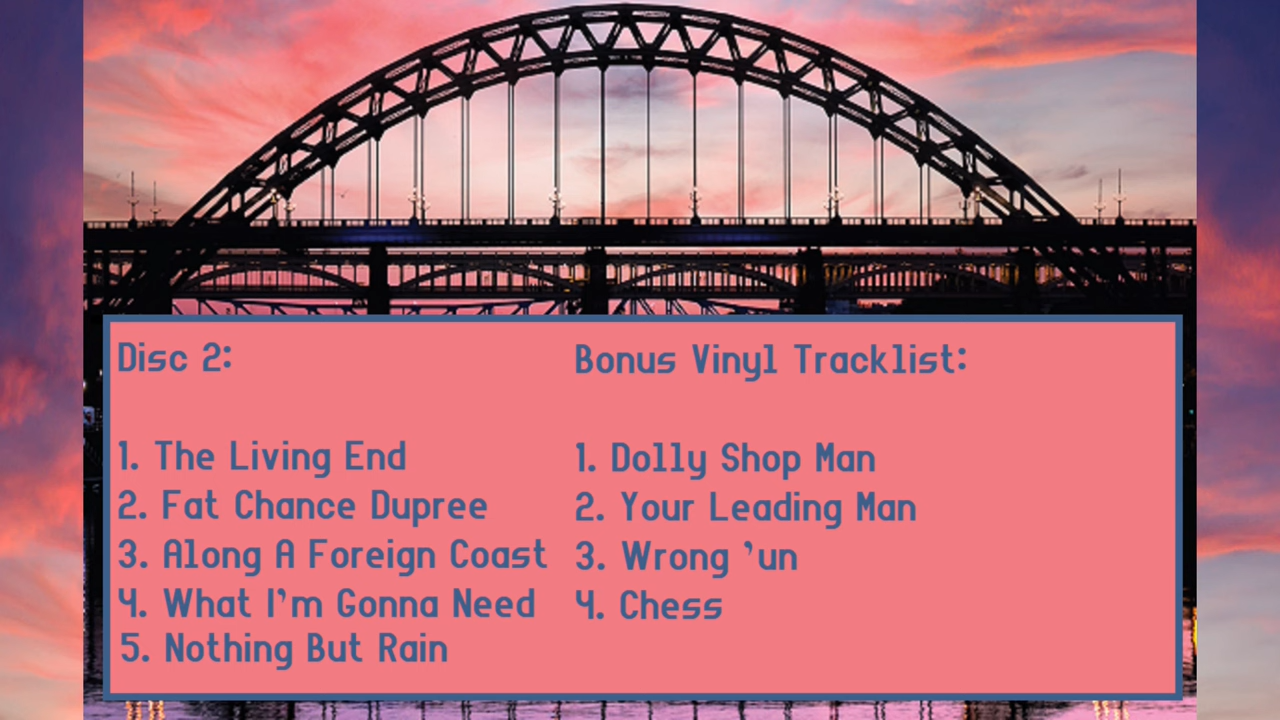 Disc 2:
1. The Living End
2. Fat Chance Dupree
3. Along A Foreign Coast
4. What I'm Gonna Need
5. Nothing But Rain
Bonus Vinyl Tracklist:
1. Dolly Shop Man
2. Your Leading Man
3. Wrong 'un
4. Chess